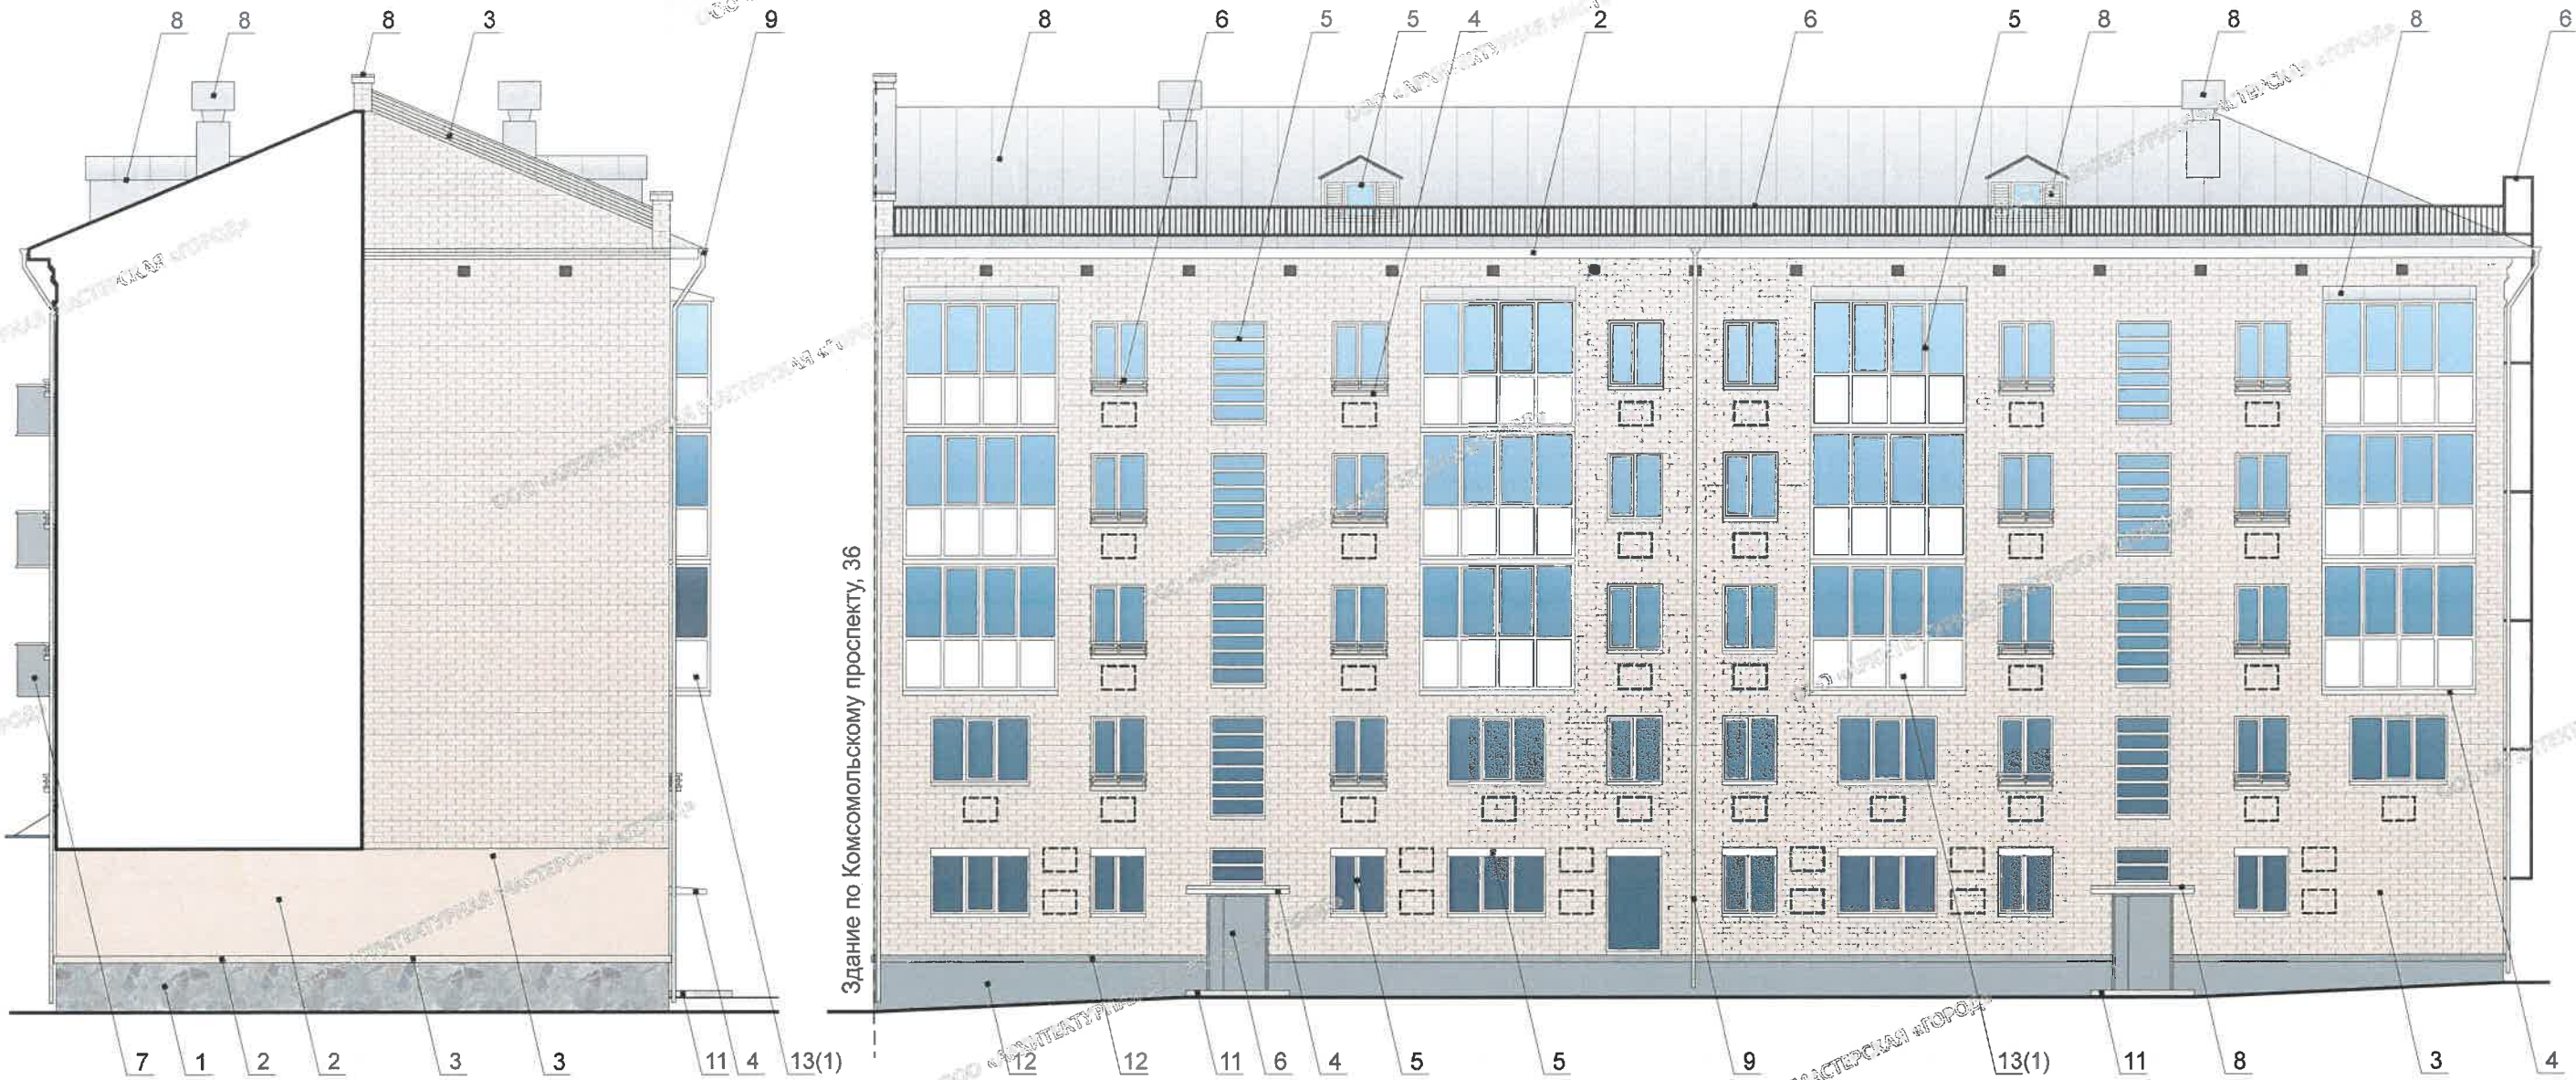 8 8 8 3 9 8 6 5 5 4 2 6 5 8 8 8 6
Здание по Комсомольскому проспекту, 36
7 1 2 2 3 3 11 4 13(1) 12 12 11 6 4 5 5 9 13(1) 11 8 3 4